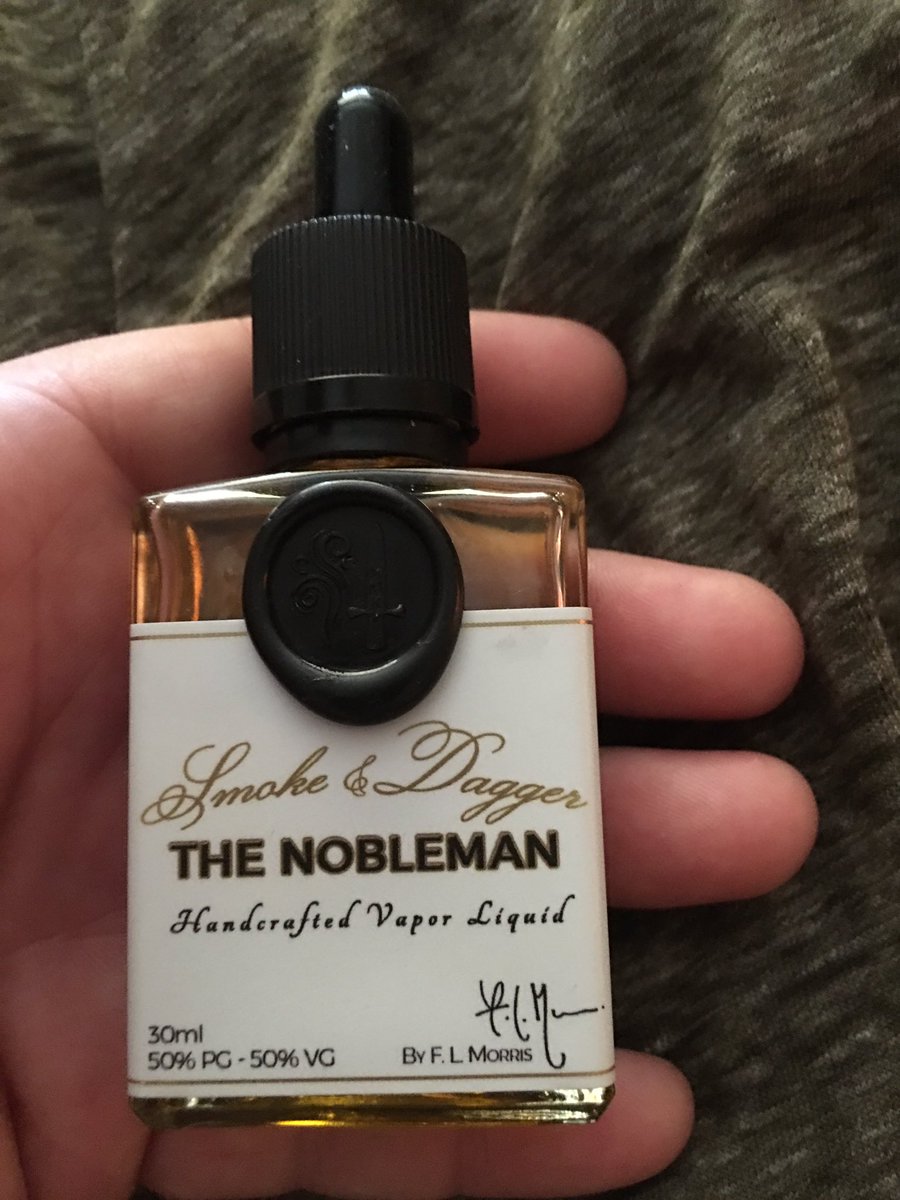 Smoke & Dagger
THE NOBLEMAN
Handcrafted Vapor Liquid
30ml
50% PG - 50% VG
By F. L. Morris